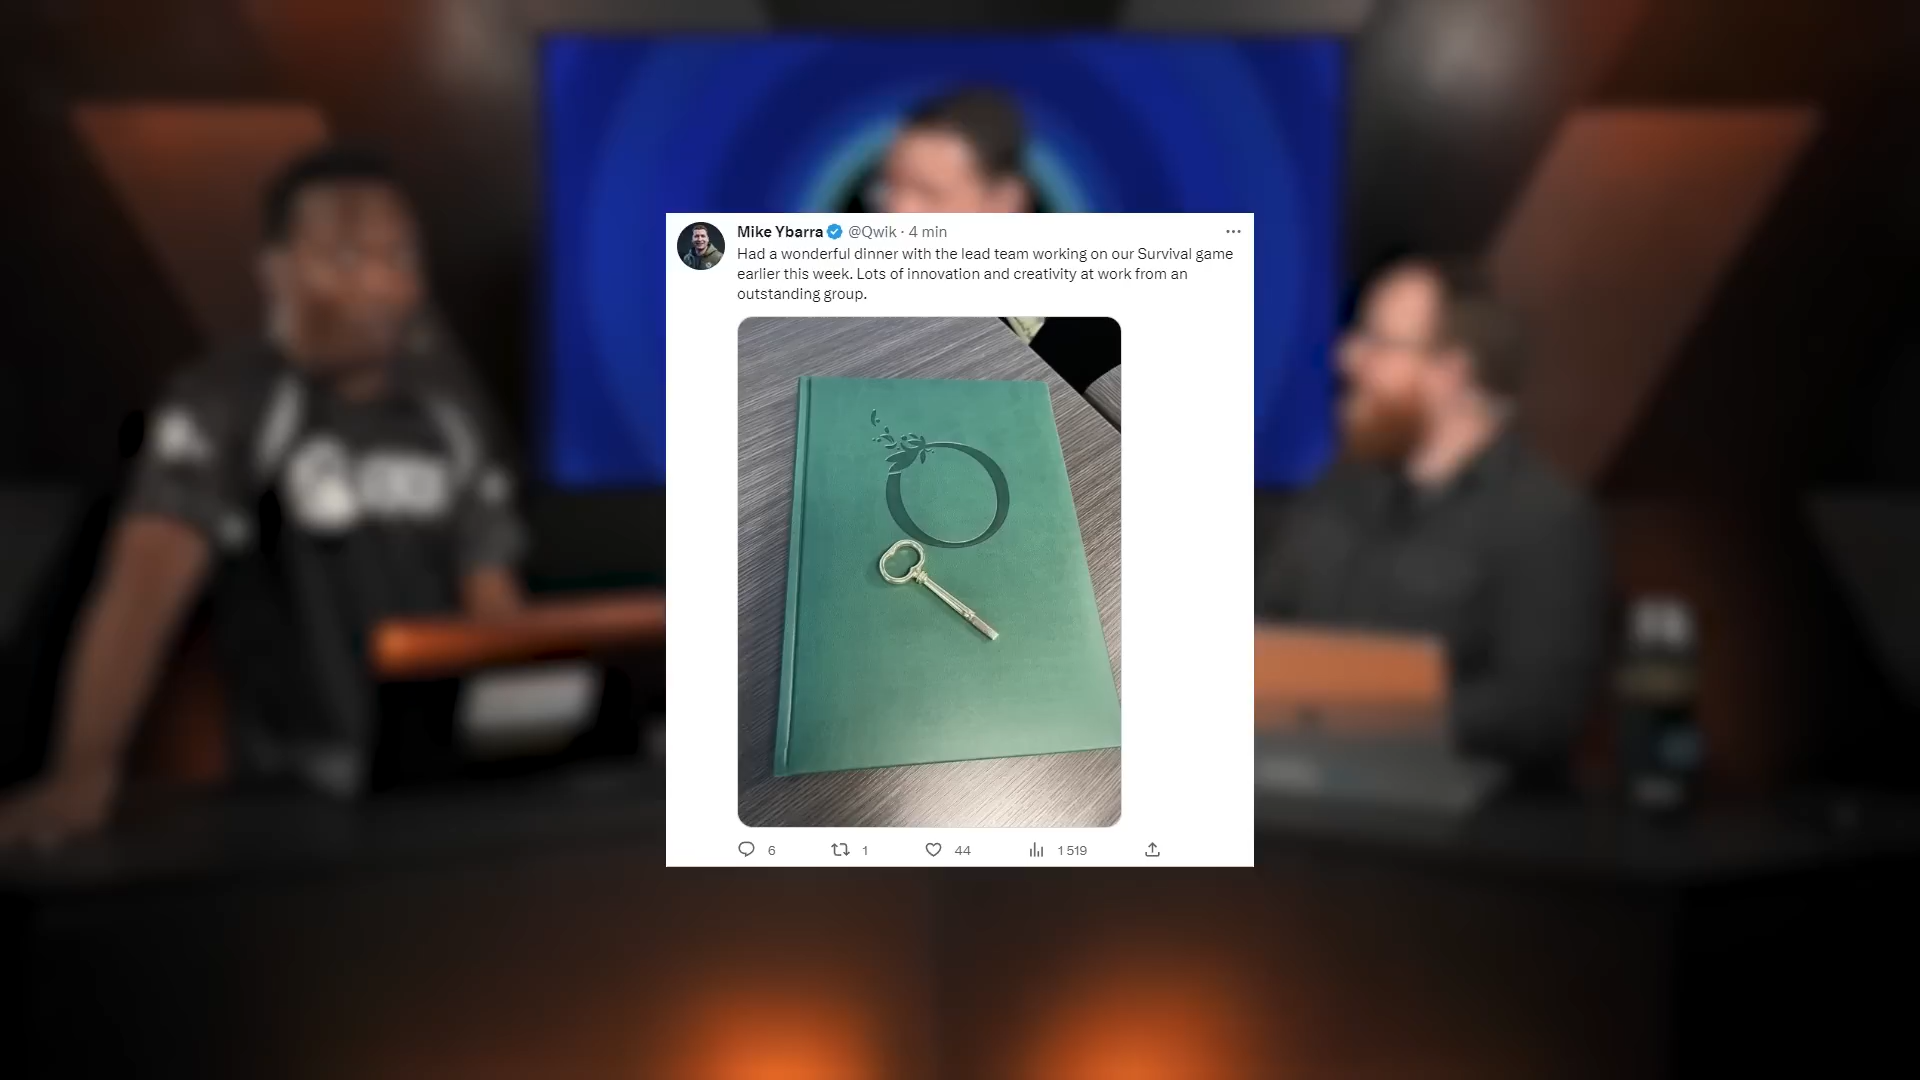 Mike Ybarra @Qwik · 4 min
Had a wonderful dinner with the lead team working on our Survival game
earlier this week. Lots of innovation and creativity at work from an
outstanding group.
O
6 1 44 1 519